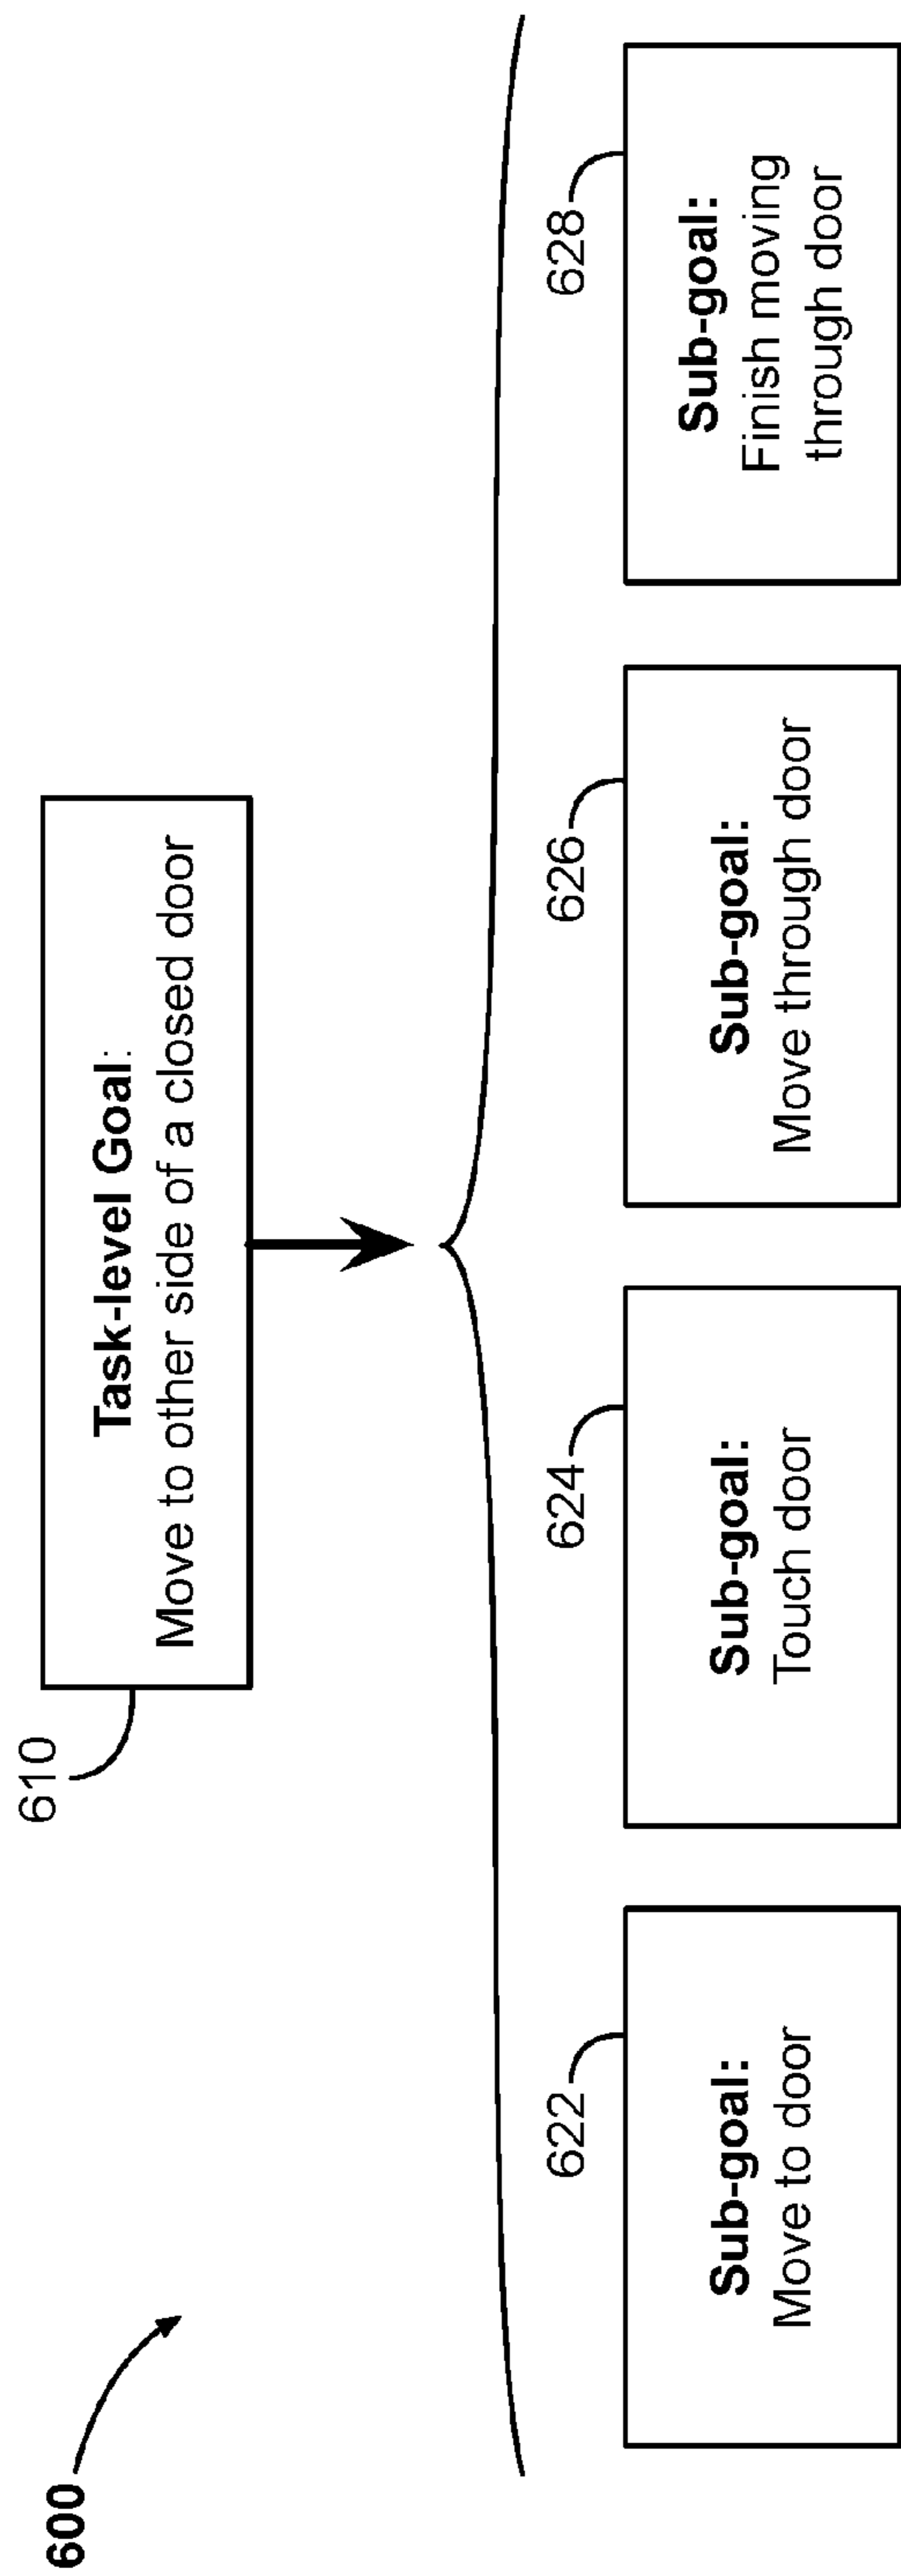 600
610
Task-level Goal:
Move to other side of a closed door
622
Sub-goal:
Move to door
624
Sub-goal:
Touch door
626
Sub-goal:
Move through door
628
Sub-goal:
Finish moving
through door